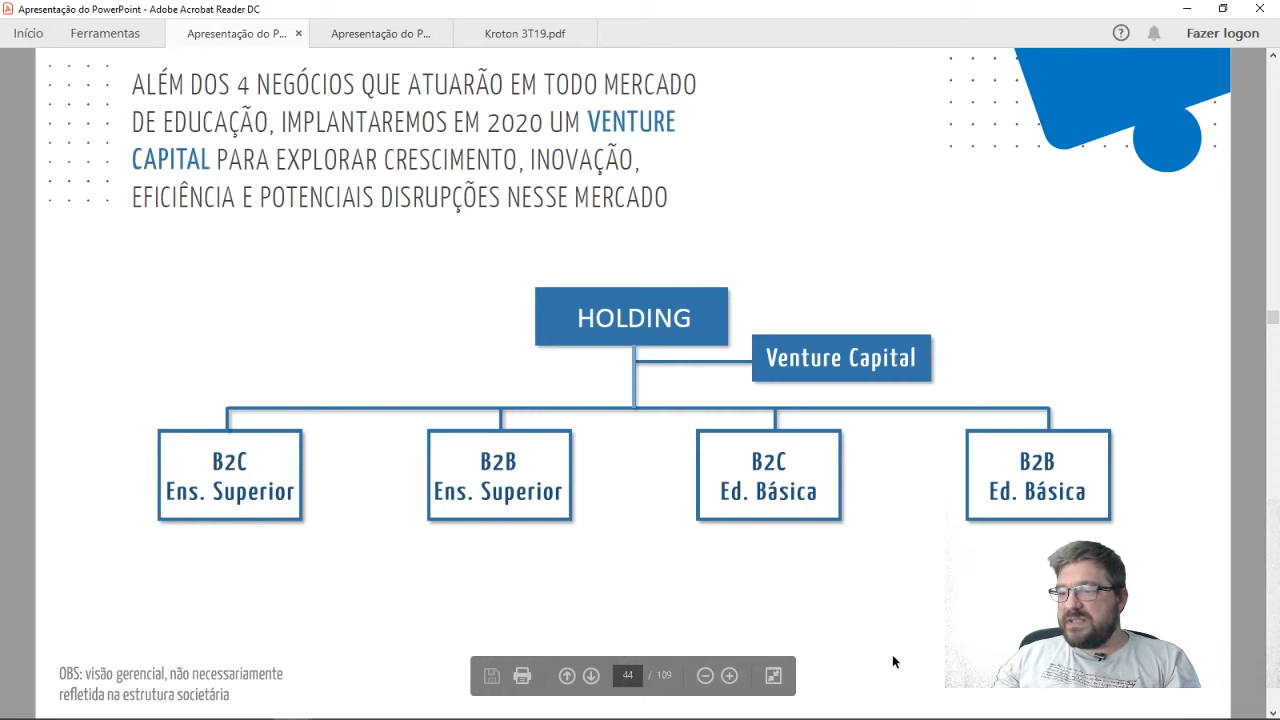 Apresentação do PowerPoint - Adobe Acrobat Reader DC
Início
Ferramentas
Apresentação do P...
×
Apresentação do P...
Kroton 3T19.pdf
Fazer logon
ALÉM DOS 4 NEGÓCIOS QUE ATUARÃO EM TODO MERCADO
DE EDUCAÇÃO, IMPLANTAREMOS EM 2020 UM VENTURE
CAPITAL PARA EXPLORAR CRESCIMENTO, INOVAÇÃO,
EFICIÊNCIA E POTENCIAIS DISRUPÇÕES NESSE MERCADO
HOLDING
Venture Capital
B2C
Ens. Superior
B2B
Ens. Superior
B2C
Ed. Básica
B2B
Ed. Básica
OBS: visão gerencial, não necessariamente
refletida na estrutura societária
44 / 109